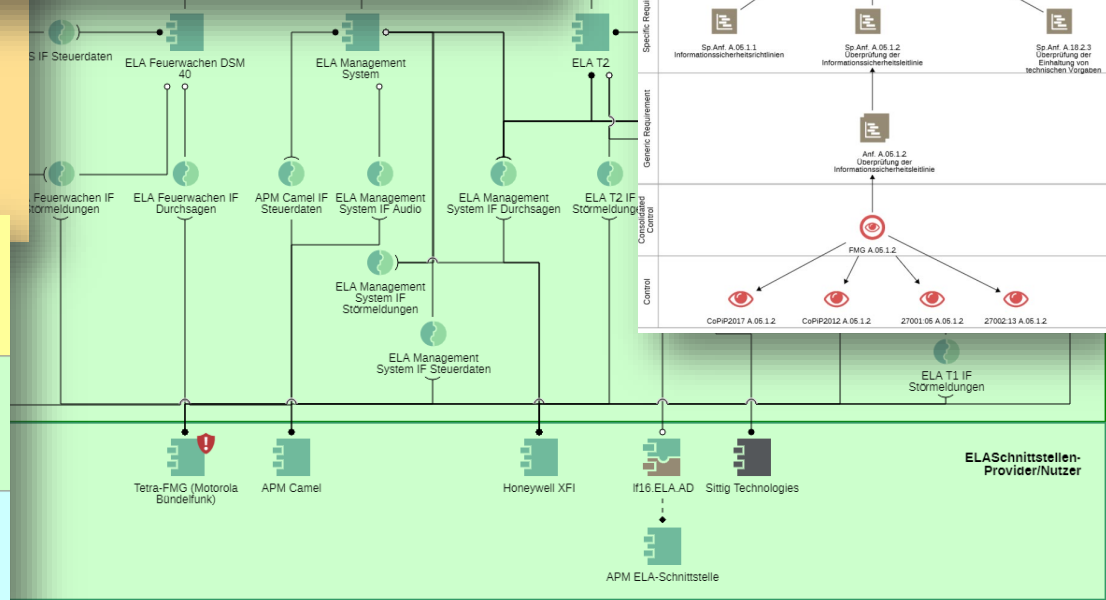 S IF Steuerdaten
ELA Feuerwachen DSM
40
ELA Management
System
ELA T2
Feuerwachen IF
Störmeldungen
ELA Feuerwachen IF
Durchsagen
APM Camel IF
Steuerdaten
ELA Management
System IF Audio
ELA Management
System IF Durchsagen
ELA T2 IF
Störmeldung
ELA Management
System IF
Störmeldungen
ELA Management
System IF Steuerdaten
Specific Requi
Sp.Anf. A.05.1.1
Informationssicherheitsrichtlinien
Sp.Anf. A.05.1.2
Überprüfung der
Informationssicherheitsleitlinie
Sp.Anf. A.18.2.3
Überprüfung der
Einhaltung von
technischen Vorgaben
Generic Requirement
Anf. A.05.1.2
Überprüfung der
Informationssicherheitsleitlinie
Consolidated
Control
FMG A.05.1.2
Control
CoPiP2017 A.05.1.2
CoPiP2012 A.05.1.2
27001:05 A.05.1.2
27002:13 A.05.1.2
ELA T1 IF
Störmeldungen
Tetra-FMG (Motorola
Bündelfunk)
APM Camel
Honeywell XFI
If16.ELA.AD
Sittig Technologies
ELASchnittstellen-
Provider/Nutzer
APM ELA-Schnittstelle